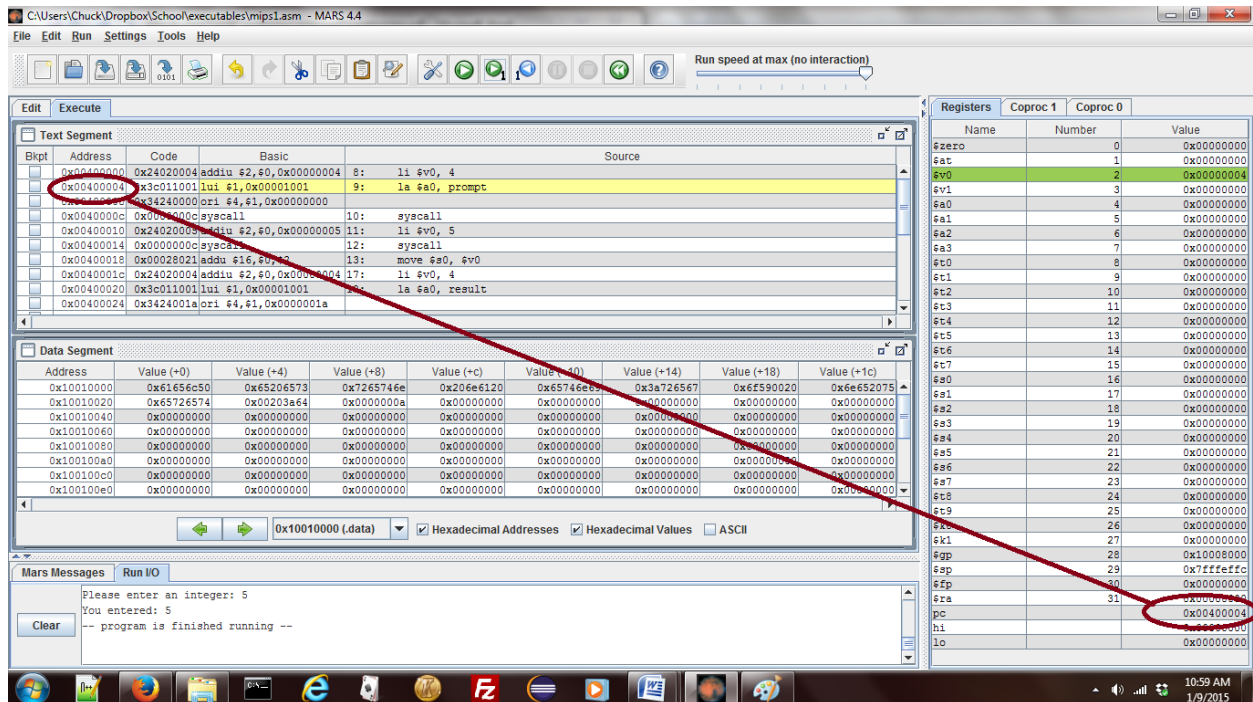 C:\Users\Chuck\Dropbox\School\executables\mips1.asm - MARS 4.4
File Edit Run Settings Tools Help
Run speed at max (no interaction)
Edit Execute
Text Segment
Bkpt Address Code Basic Source
0x00400000 0x24020004 addiu $2,$0,0x00000004 8: li $v0, 4
0x00400004 0x3c011001 lui $1,0x00001001 9: la $a0, prompt
0x34240000 ori $4,$1,0x00000000
0x0040000c 0x0000000c syscall 10: syscall
0x00400010 0x24020005 addiu $2,$0,0x00000005 11: li $v0, 5
0x00400014 0x0000000c syscall 12: syscall
0x00400018 0x00028021 addu $16,$0,$2 13: move $s0, $v0
0x0040001c 0x24020004 addiu $2,$0,0x00000004 17: li $v0, 4
0x00400020 0x3c011001 lui $1,0x00001001 la $a0, result
0x00400024 0x3424001a ori $4,$1,0x0000001a
Data Segment
Address Value (+0) Value (+4) Value (+8) Value (+c) Value (+10) Value (+14) Value (+18) Value (+1c)
0x10010000 0x61656c50 0x65206573 0x7265746e 0x206e6120 0x65746e69 0x3a726567 0x6f590020 0x6e652075
0x10010020 0x65726574 0x00203a64 0x0000000a 0x00000000 0x00000000 0x00000000 0x00000000 0x00000000
0x10010040 0x00000000 0x00000000 0x00000000 0x00000000 0x00000000 0x00000000 0x00000000 0x00000000
0x10010060 0x00000000 0x00000000 0x00000000 0x00000000 0x00000000 0x00000000 0x00000000 0x00000000
0x10010080 0x00000000 0x00000000 0x00000000 0x00000000 0x00000000 0x00000000 0x00000000 0x00000000
0x100100a0 0x00000000 0x00000000 0x00000000 0x00000000 0x00000000 0x00000000 0x00000000 0x00000000
0x100100c0 0x00000000 0x00000000 0x00000000 0x00000000 0x00000000 0x00000000 0x00000000 0x00000000
0x100100e0 0x00000000 0x00000000 0x00000000 0x00000000 0x00000000 0x00000000 0x00000000 0x00000000
0x10010000 (.data) Hexadecimal Addresses Hexadecimal Values ASCII
Mars Messages Run I/O
Please enter an integer: 5
You entered: 5
-- program is finished running --
Clear
Registers Coproc 1 Coproc 0
Name Number Value
$zero 0 0x00000000
$at 1 0x00000000
$v0 2 0x00000004
$v1 3 0x00000000
$a0 4 0x00000000
$a1 5 0x00000000
$a2 6 0x00000000
$a3 7 0x00000000
$t0 8 0x00000000
$t1 9 0x00000000
$t2 10 0x00000000
$t3 11 0x00000000
$t4 12 0x00000000
$t5 13 0x00000000
$t6 14 0x00000000
$t7 15 0x00000000
$s0 16 0x00000000
$s1 17 0x00000000
$s2 18 0x00000000
$s3 19 0x00000000
$s4 20 0x00000000
$s5 21 0x00000000
$s6 22 0x00000000
$s7 23 0x00000000
$t8 24 0x00000000
$t9 25 0x00000000
$k0 26 0x00000000
$k1 27 0x00000000
$gp 28 0x10008000
$sp 29 0x7fffeffc
$fp 30 0x00000000
$ra 31 0x00000000
pc 0x00400004
hi 0x00000000
lo 0x00000000
10:59 AM
1/9/2015